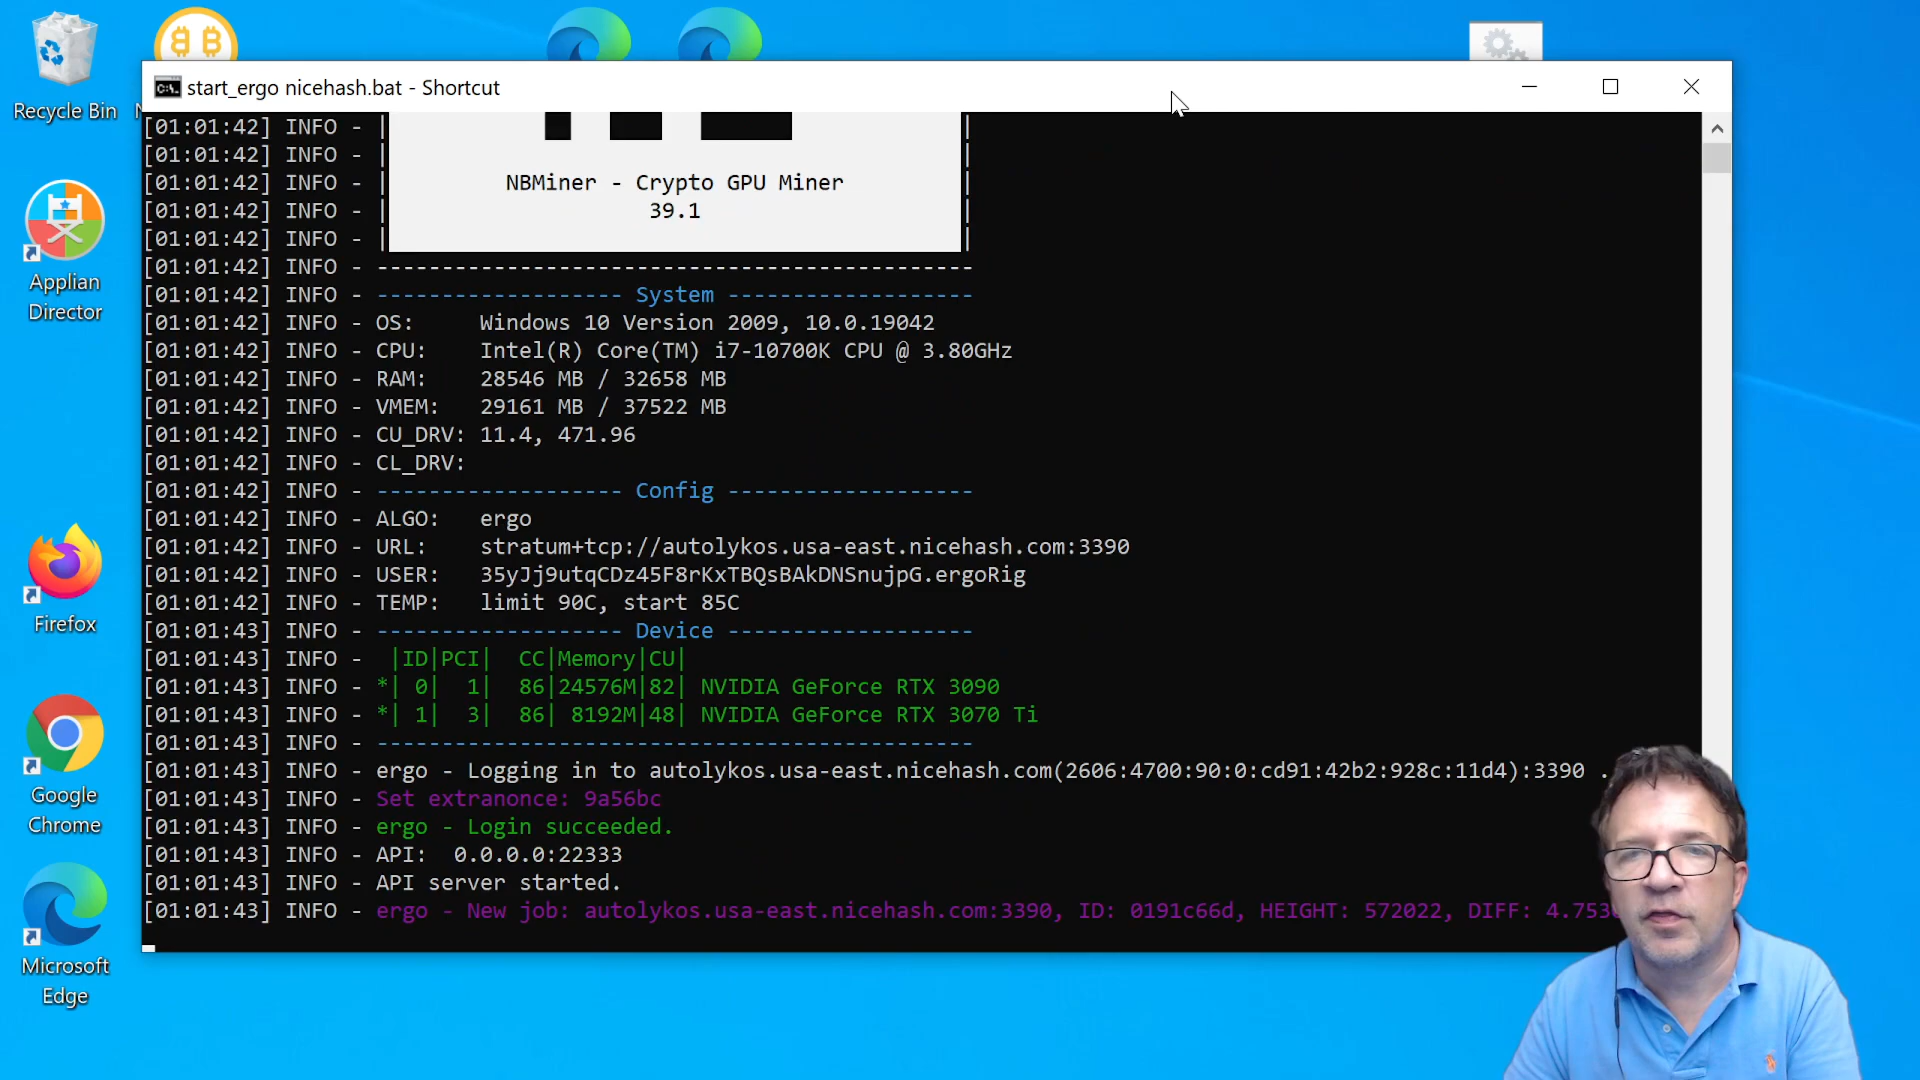 Recycle Bin
Applian
Director
Firefox
Google
Chrome
Microsoft
Edge
start_ergo nicehash.bat - Shortcut
[01:01:42] INFO - |
[01:01:42] INFO - |
[01:01:42] INFO - | NBMiner - Crypto GPU Miner |
[01:01:42] INFO - | 39.1 |
[01:01:42] INFO - |
[01:01:42] INFO - ----------------------------------------------
[01:01:42] INFO - ------------------- System -------------------
[01:01:42] INFO - OS: Windows 10 Version 2009, 10.0.19042
[01:01:42] INFO - CPU: Intel(R) Core(TM) i7-10700K CPU @ 3.80GHz
[01:01:42] INFO - RAM: 28546 MB / 32658 MB
[01:01:42] INFO - VMEM: 29161 MB / 37522 MB
[01:01:42] INFO - CU_DRV: 11.4, 471.96
[01:01:42] INFO - CL_DRV:
[01:01:42] INFO - ------------------- Config -------------------
[01:01:42] INFO - ALGO: ergo
[01:01:42] INFO - URL: stratum+tcp://autolykos.usa-east.nicehash.com:3390
[01:01:42] INFO - USER: 35yJj9utqCDz45F8rKxTBQsBAkDNSnujpG.ergoRig
[01:01:42] INFO - TEMP: limit 90C, start 85C
[01:01:43] INFO - ------------------- Device -------------------
[01:01:43] INFO - |ID|PCI| CC|Memory|CU|
[01:01:43] INFO - *| 0| 1| 86|24576M|82| NVIDIA GeForce RTX 3090
[01:01:43] INFO - *| 1| 3| 86| 8192M|48| NVIDIA GeForce RTX 3070 Ti
[01:01:43] INFO - ----------------------------------------------
[01:01:43] INFO - ergo - Logging in to autolykos.usa-east.nicehash.com(2606:4700:90:0:cd91:42b2:928c:11d4):3390 .
[01:01:43] INFO - Set extranonce: 9a56bc
[01:01:43] INFO - ergo - Login succeeded.
[01:01:43] INFO - API: 0.0.0.0:22333
[01:01:43] INFO - API server started.
[01:01:43] INFO - ergo - New job: autolykos.usa-east.nicehash.com:3390, ID: 0191c66d, HEIGHT: 572022, DIFF: 4.753